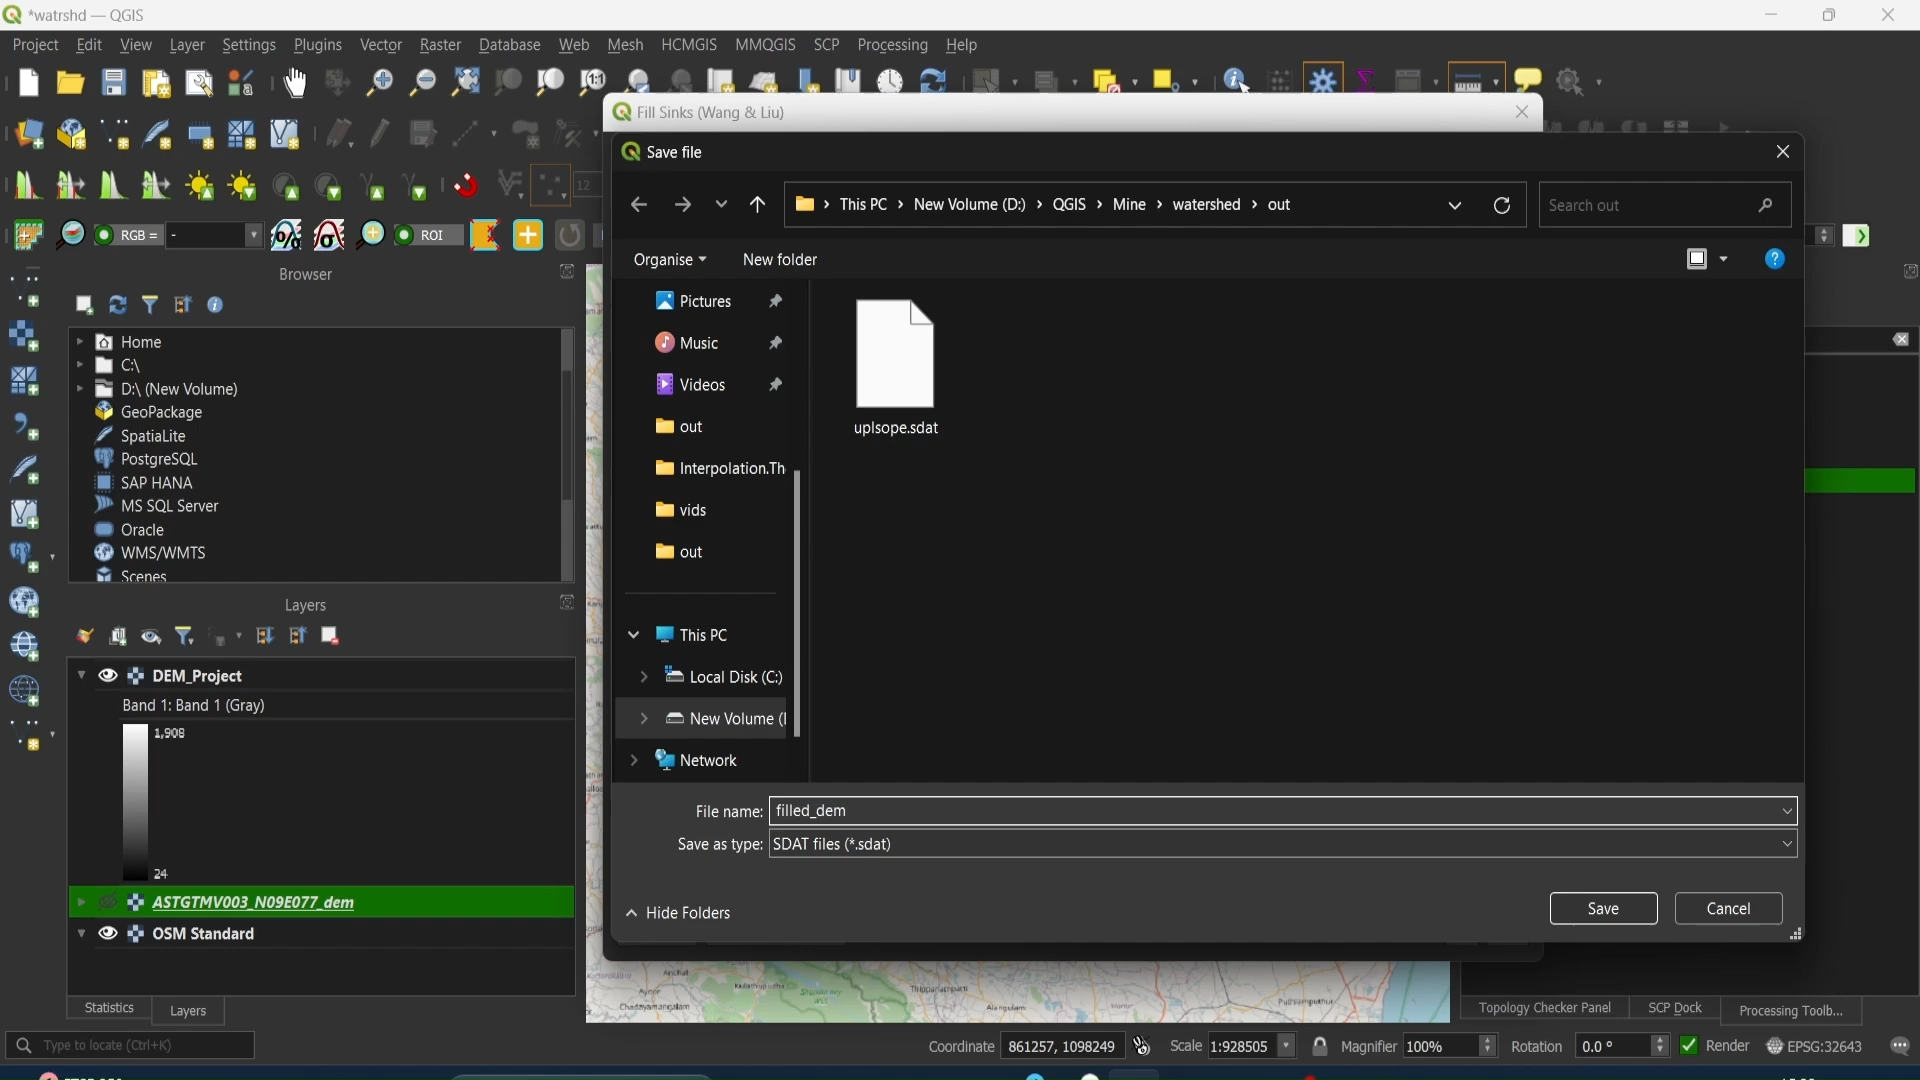 *watrshd — QGIS
Project Edit View Layer Settings Plugins Vector Raster Database Web Mesh HCMGIS MMQGIS SCP Processing Help
Fill Sinks (Wang & Liu)
Save file
This PC › New Volume (D:) › QGIS › Mine › watershed › out
Search out
12
RGB = -
ROI
Organise New folder
Browser
Home
C:\
D:\ (New Volume)
GeoPackage
SpatiaLite
PostgreSQL
SAP HANA
MS SQL Server
Oracle
WMS/WMTS
Scenes
Pictures
Music
Videos
out
Interpolation.Th
vids
out
This PC
Local Disk (C:)
New Volume (
Network
uplsope.sdat
Layers
DEM_Project
Band 1: Band 1 (Gray)
1,908
24
ASTGTMV003_N09E077_dem
OSM Standard
File name: filled_dem
Save as type: SDAT files (*.sdat)
Hide Folders
Save Cancel
Statistics Layers
Topology Checker Panel SCP Dock Processing Toolb...
Type to locate (Ctrl+K)
Coordinate 861257, 1098249 Scale 1:928505 Magnifier 100% Rotation 0.0 ° Render EPSG:32643